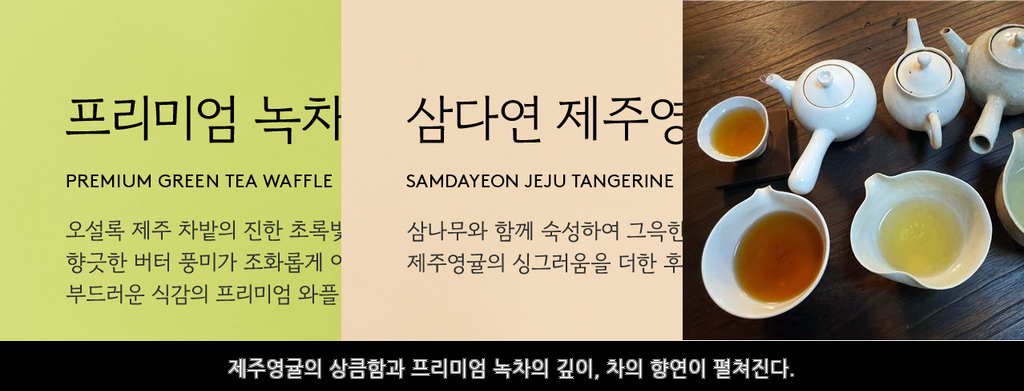 프리미엄 녹차
PREMIUM GREEN TEA WAFFLE
오설록 제주 차밭의 진한 초록빛
향긋한 버터 풍미가 조화롭게
부드러운 식감의 프리미엄 와플
삼다연 제주영
SAMDAYEON JEJU TANGERINE
삼나무와 함께 숙성하여 그윽한
제주영귤의 싱그러움을 더한 후
제주영귤의 상큼함과 프리미엄 녹차의 깊이, 차의 향연이 펼쳐진다.